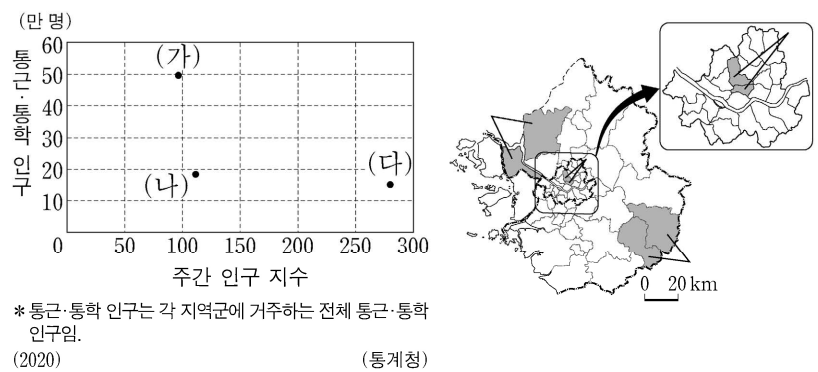 (만 명)
통근·통학 인구
60
50
40
30
20
10
0
50
100
150
200
250
300
(가)
(나)
(다)
주간 인구 지수
0 20 km
*통근·통학 인구는 각 지역군에 거주하는 전체 통근·통학
인구임.
(2020) (통계청)